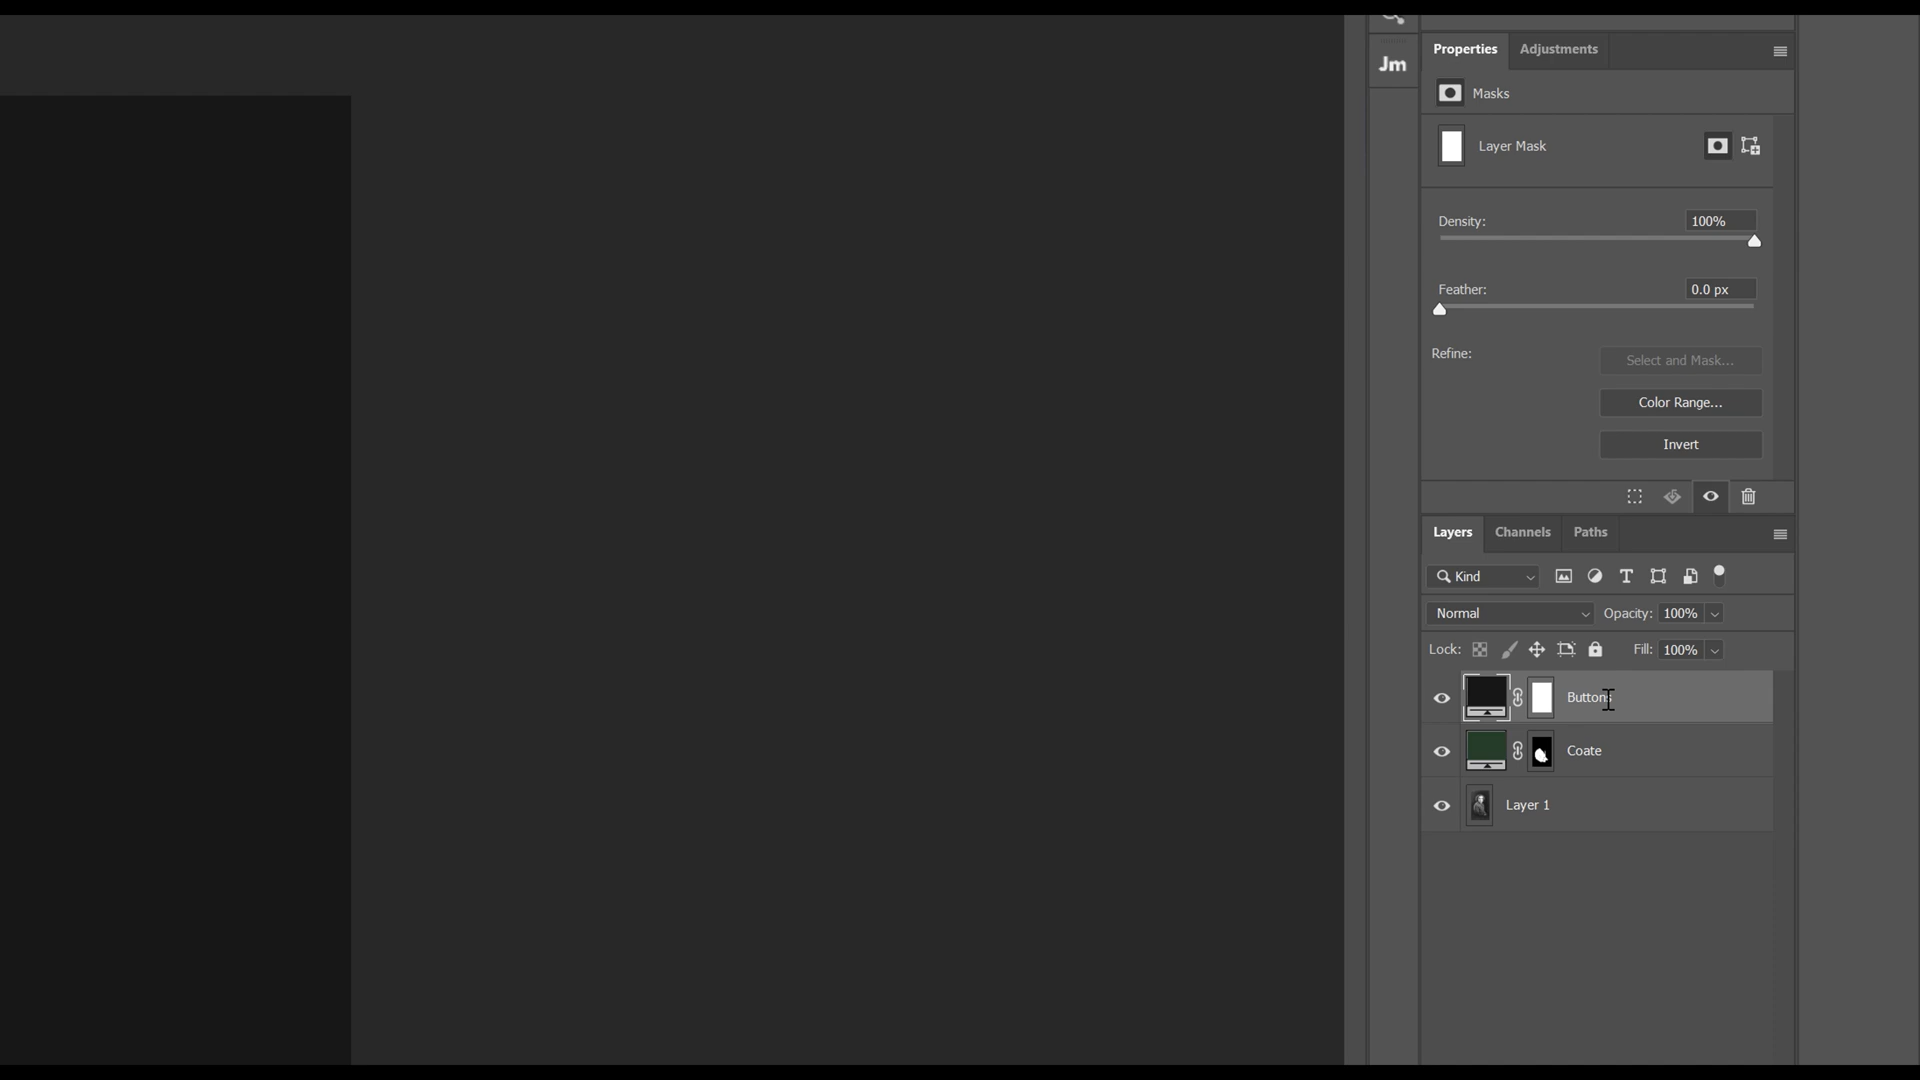 Properties Adjustments
Jm
Masks
Layer Mask
Density: 100%
Feather: 0.0 px
Refine:
Select and Mask...
Color Range...
Invert
Layers Channels Paths
Kind
Normal Opacity: 100%
Lock: Fill: 100%
Buttons
Coate
Layer 1